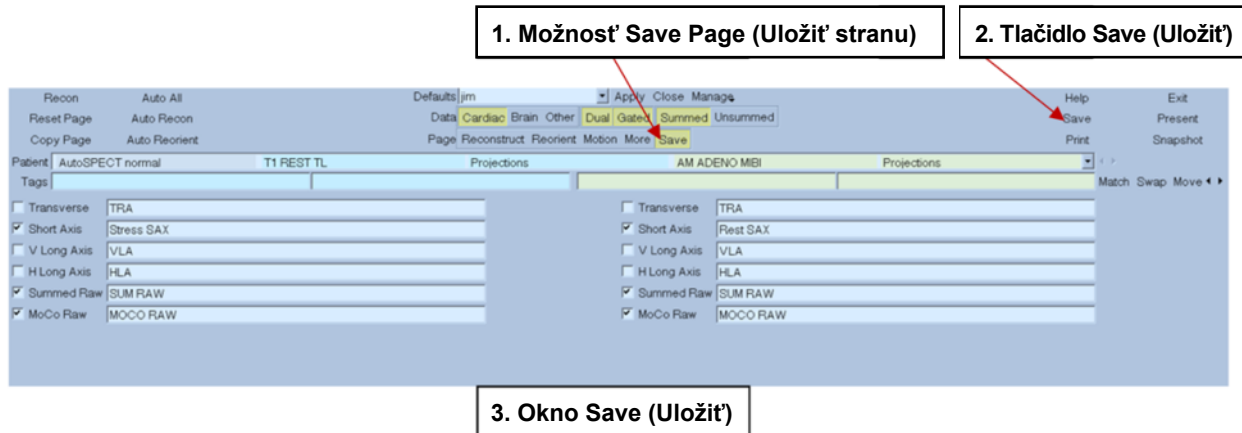 1. Možnosť Save Page (Uložiť stranu)
2. Tlačidlo Save (Uložiť)
Recon Auto All Defaults jim Apply Close Manage Help Exit
Reset Page Auto Recon Data Cardiac Brain Other Dual Gated Summed Unsummed Save Present
Copy Page Auto Reorient Page Reconstruct Reorient Motion More Save Print Snapshot
Patient AutoSPECT normal T1 REST TL Projections AM ADENO MIBI Projections
Tags Match Swap Move
Transverse TRA Transverse TRA
Short Axis Stress SAX Short Axis Rest SAX
V Long Axis VLA V Long Axis VLA
H Long Axis HLA H Long Axis HLA
Summed Raw SUM RAW Summed Raw SUM RAW
MoCo Raw MOCO RAW MoCo Raw MOCO RAW
3. Okno Save (Uložiť)